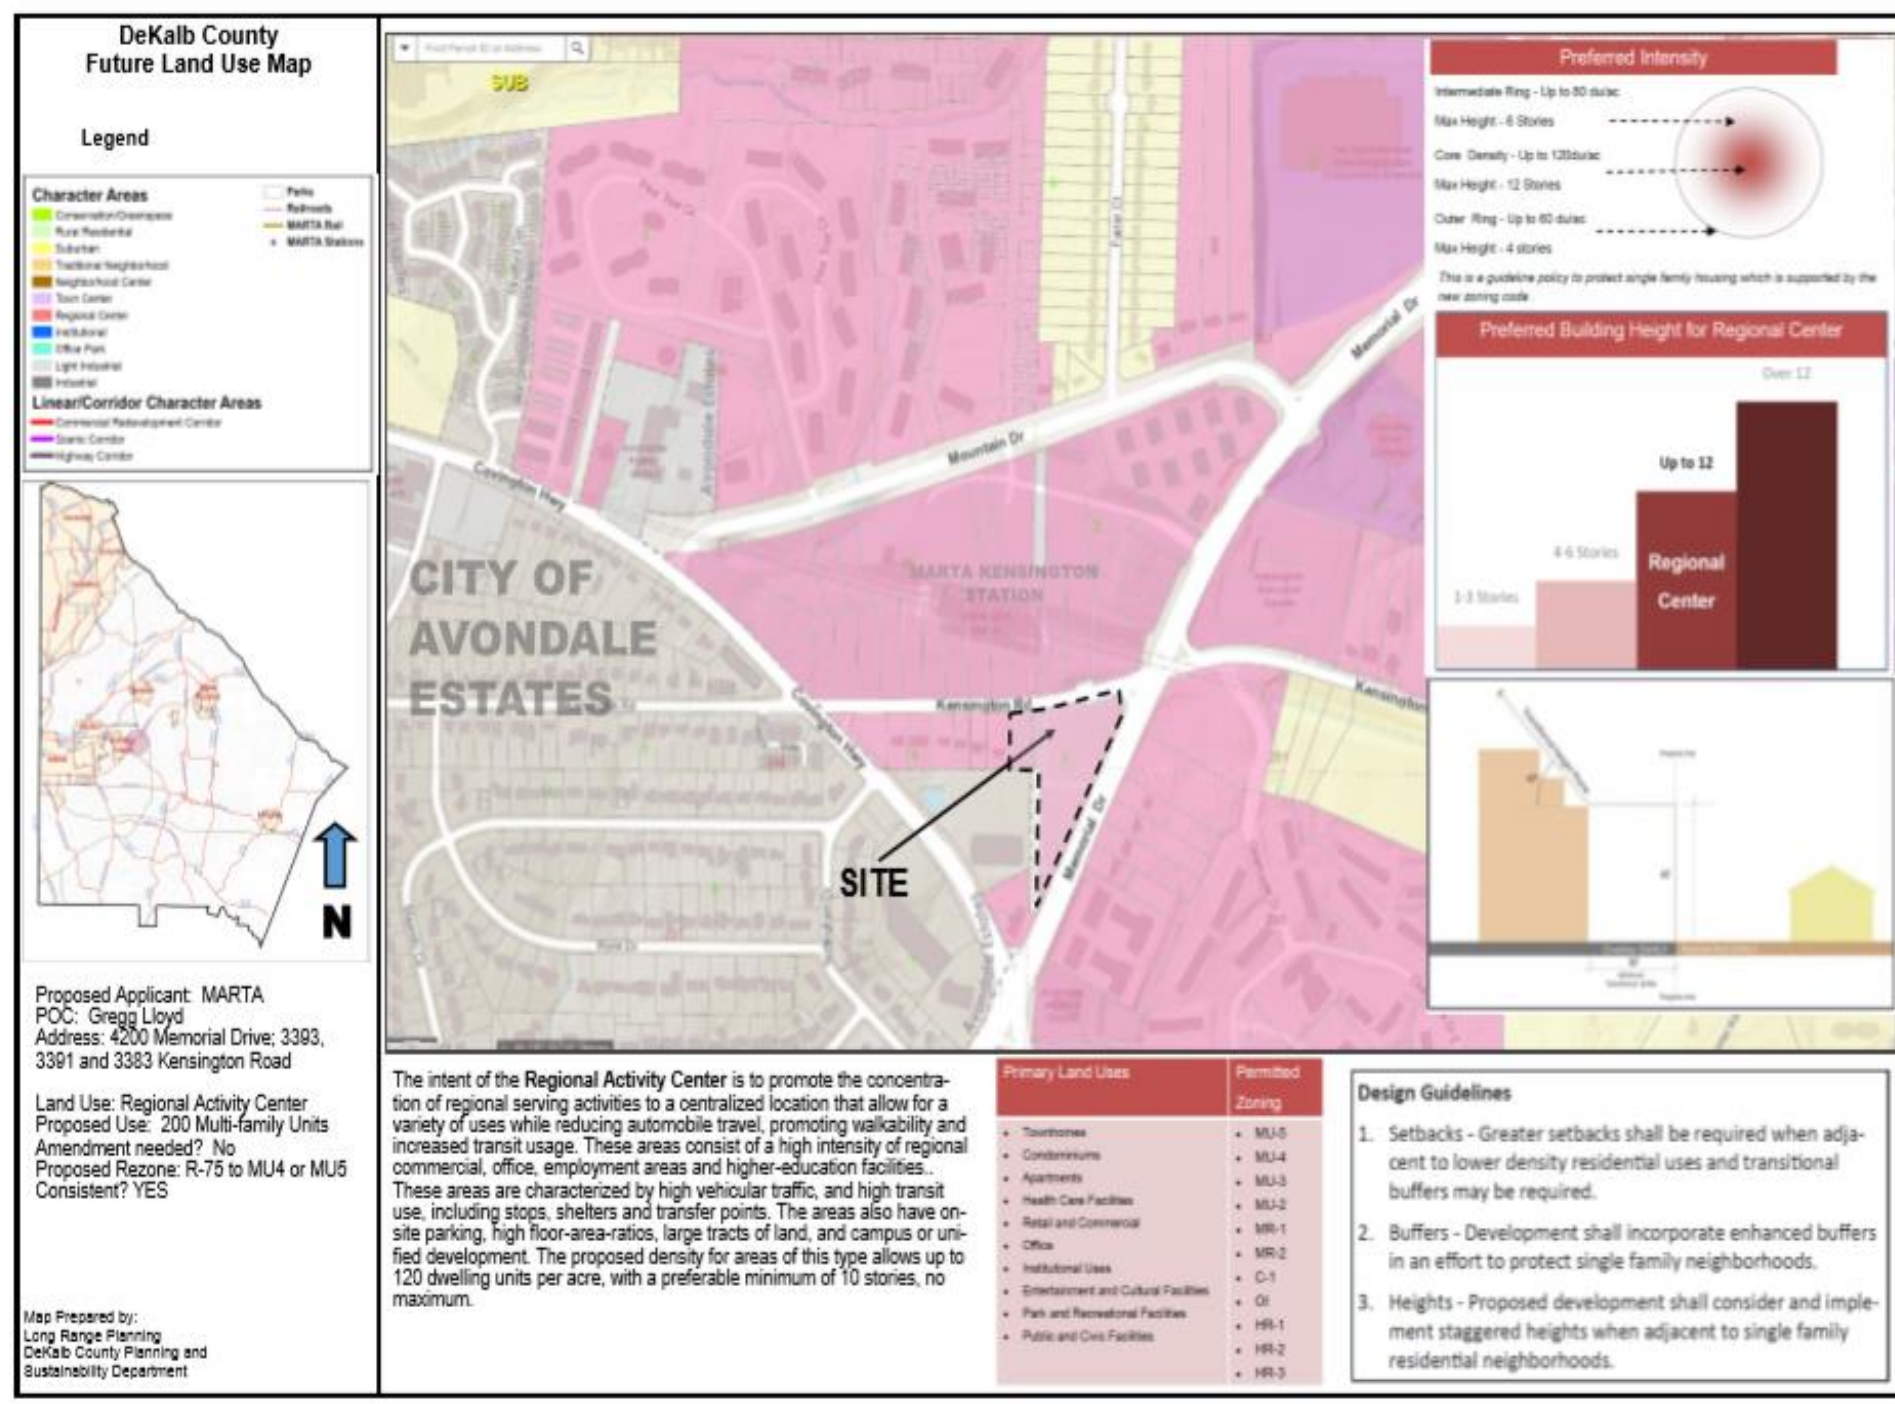 DeKalb County
Future Land Use Map
Legend
Character Areas
Conservation/Greenspace
Rural Residential
Suburban
Traditional Neighborhood
Neighborhood Center
Town Center
Regional Center
Institutional
Office Park
Light Industrial
Industrial
Parks
Railroads
MARTA Rail
MARTA Stations
Linear/Corridor Character Areas
Commercial Redevelopment Corridor
Scenic Corridor
Highway Corridor
N
Proposed Applicant: MARTA
POC: Gregg Lloyd
Address: 4200 Memorial Drive; 3393,
3391 and 3383 Kensington Road
Land Use: Regional Activity Center
Proposed Use: 200 Multi-family Units
Amendment needed? No
Proposed Rezone: R-75 to MU4 or MU5
Consistent? YES
Map Prepared by:
Long Range Planning
DeKalb County Planning and
Sustainability Department
Find Parcel ID or Address
SUB
Farrar Ct
Memorial Dr
Mountain Dr
Avondale Estates
Covington Hwy
CITY OF
AVONDALE
ESTATES
MARTA KENSINGTON
STATION
Kensington Rd
Kensington
Covington Hwy
Memorial Dr
SITE
Avondale Estates
Preferred Intensity
Intermediate Ring - Up to 80 du/ac
Max Height - 6 Stories
Core Density - Up to 120du/ac
Max Height - 12 Stories
Outer Ring - Up to 60 du/ac
Max Height - 4 stories
This is a guideline policy to protect single family housing which is supported by the
new zoning code
Preferred Building Height for Regional Center
Over 12
Up to 12
4-6 Stories
1-3 Stories
Regional
Center
The intent of the Regional Activity Center is to promote the concentra-
tion of regional serving activities to a centralized location that allow for a
variety of uses while reducing automobile travel, promoting walkability and
increased transit usage. These areas consist of a high intensity of regional
commercial, office, employment areas and higher-education facilities..
These areas are characterized by high vehicular traffic, and high transit
use, including stops, shelters and transfer points. The areas also have on-
site parking, high floor-area-ratios, large tracts of land, and campus or uni-
fied development. The proposed density for areas of this type allows up to
120 dwelling units per acre, with a preferable minimum of 10 stories, no
maximum.
Primary Land Uses
Townhomes
Condominiums
Apartments
Health Care Facilities
Retail and Commercial
Office
Institutional Uses
Entertainment and Cultural Facilities
Park and Recreational Facilities
Public and Civic Facilities
Permitted
Zoning
MU-5
MU-4
MU-3
MU-2
MR-1
MR-2
C-1
OI
HR-1
HR-2
HR-3
Design Guidelines
1. Setbacks - Greater setbacks shall be required when adja-
cent to lower density residential uses and transitional
buffers may be required.
2. Buffers - Development shall incorporate enhanced buffers
in an effort to protect single family neighborhoods.
3. Heights - Proposed development shall consider and imple-
ment staggered heights when adjacent to single family
residential neighborhoods.